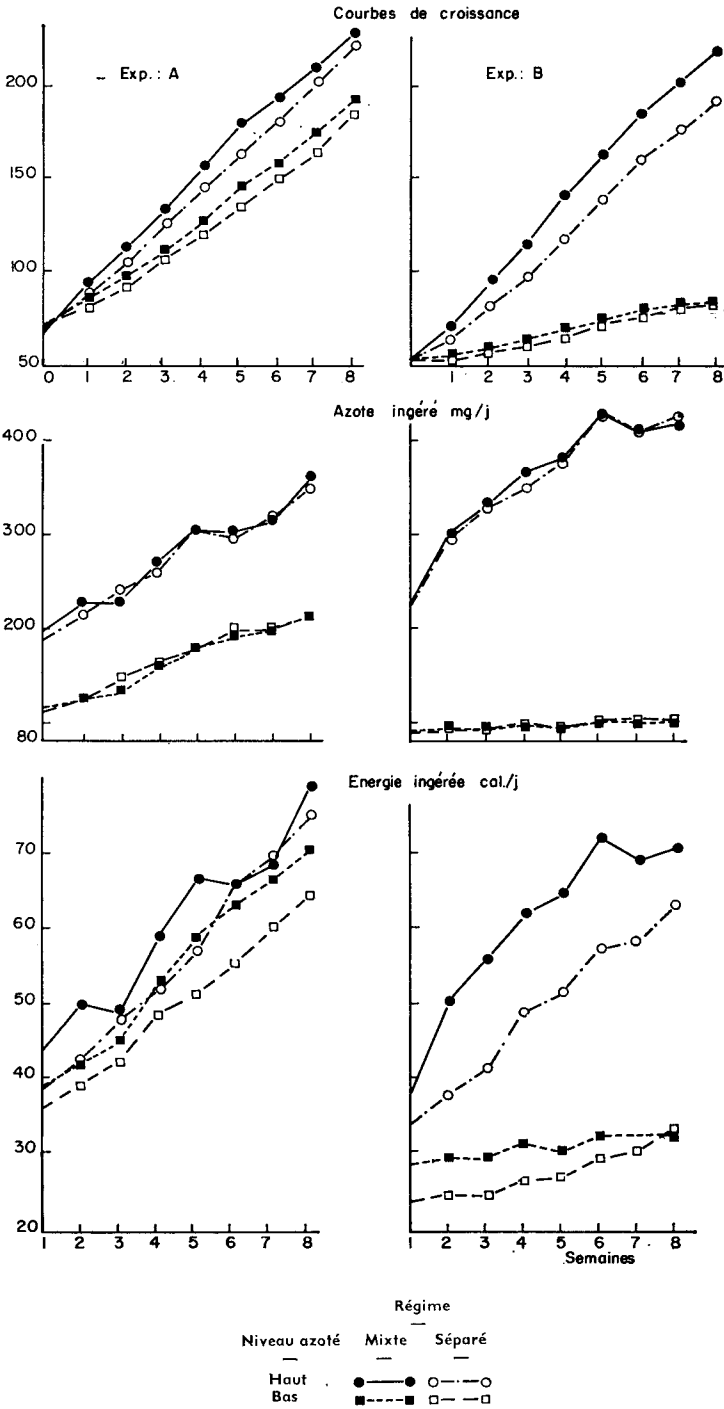 Courbes de croissance
Exp.: A
Exp.: B
200
150
100
50
0 1 2 3 4 5 6 7 8
1 2 3 4 5 6 7 8
Azote ingéré mg/j
400
300
200
80
Energie ingérée cal./j
70
60
50
40
30
20
1 2 3 4 5 6 7 8
1 2 3 4 5 6 7 8
Semaines
Régime
Niveau azoté Mixte Séparé
Haut
Bas